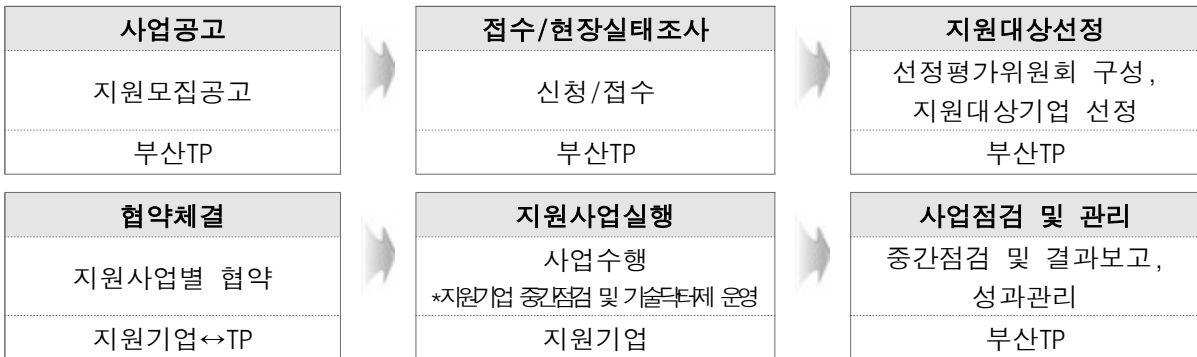 사업공고
지원모집공고
부산TP
접수/현장실태조사
신청/접수
부산TP
지원대상선정
선정평가위원회 구성,
지원대상기업 선정
부산TP
협약체결
지원사업별 협약
지원기업↔TP
지원사업실행
사업수행
*지원기업 중간점검 및 기술닥터제 운영
지원기업
사업점검 및 관리
중간점검 및 결과보고,
성과관리
부산TP